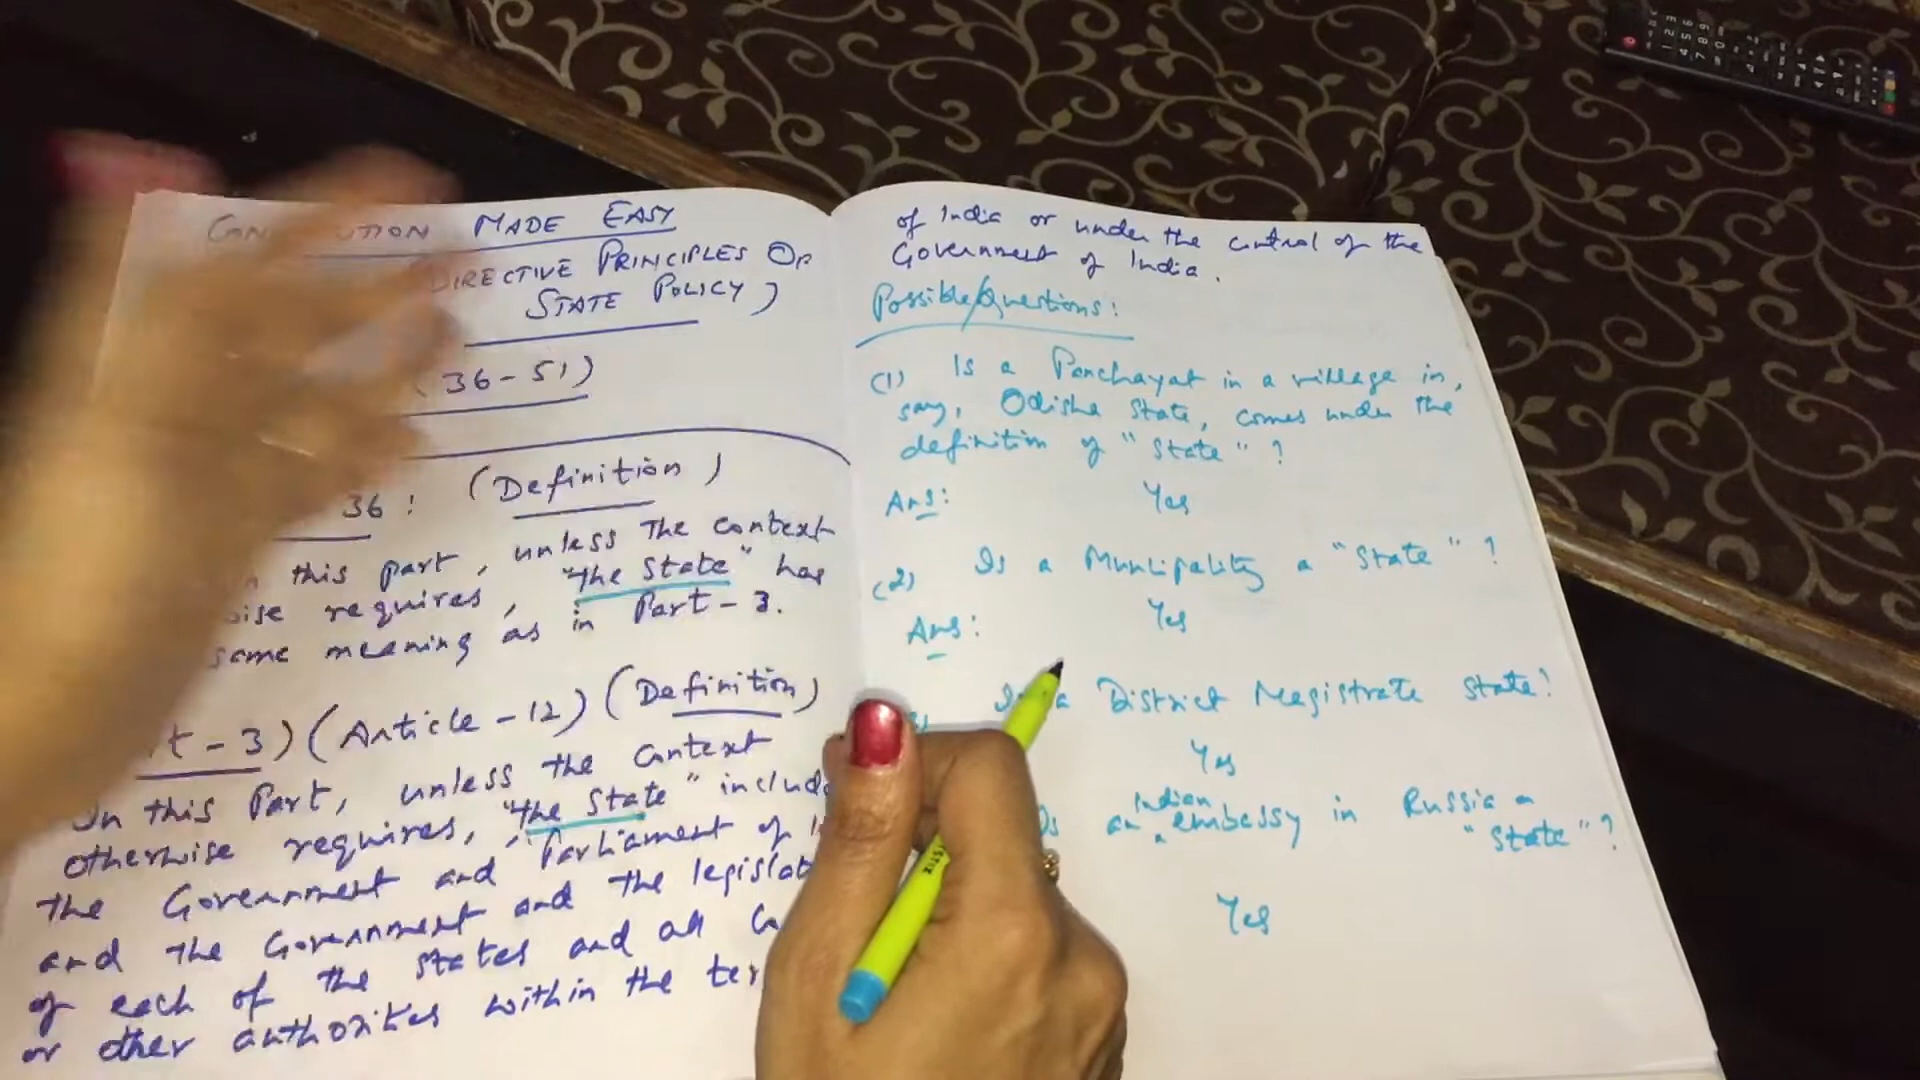 MADE EASY
DIRECTIVE PRINCIPLES OF
STATE POLICY)
(36-51)
36: (Definition)
this part, unless the context
requires, "the state" has
same meaning as in Part-3.
-3) (Article-12) (Definition)
In this Part, unless the context
otherwise requires, "the State"
the Government and Parliament of
and the Government and the
of each of the states and all
or other authorites within the
of India or under the control of the
Government of India.
Possible/Questions:
(1) Is a Panchayat in a village in,
say, Odisha State, comes under the
definition of "State"?
Ans: Yes
(2) Is a Municipality a "State"?
Ans: Yes
a District Magistrate State?
Yes
Indian
an ^ embassy in Russia a
"State"?
Yes